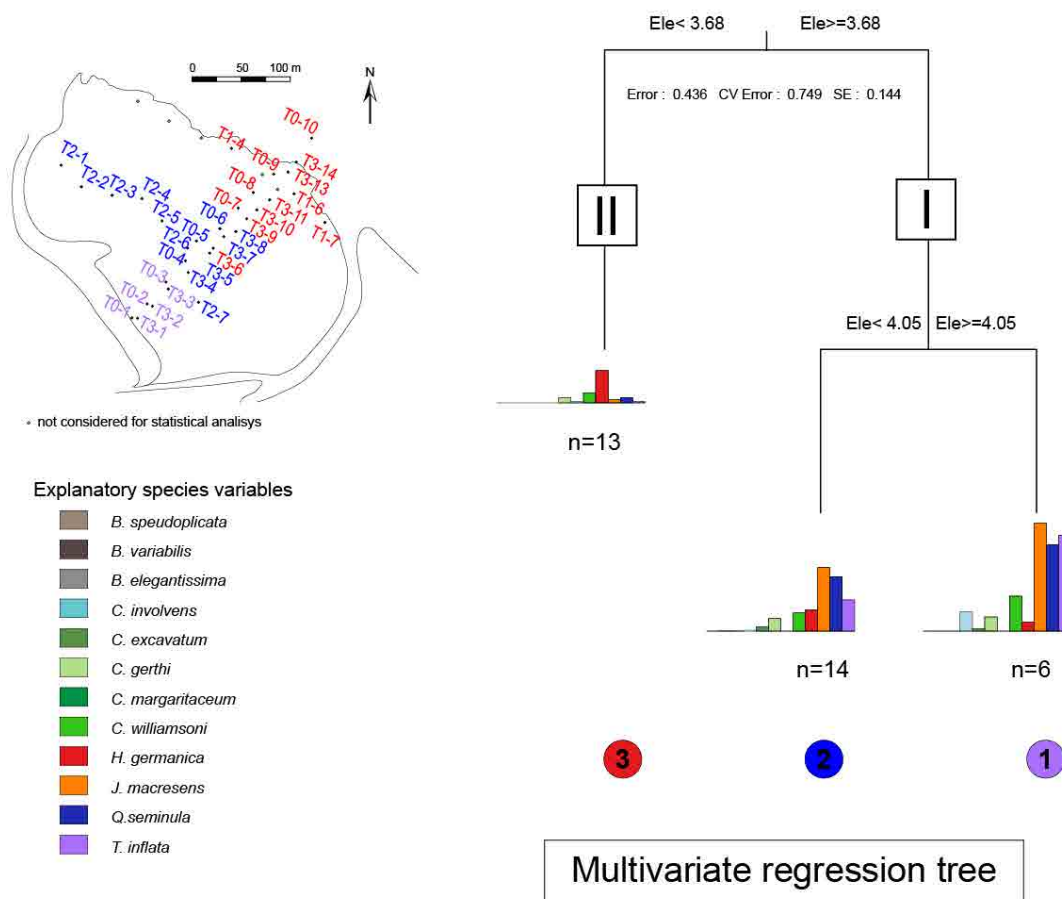 Ele< 3.68 Ele>=3.68
0 50 100 m
N
Error : 0.436 CV Error : 0.749 SE : 0.144
T0-10
T1-4
T0-9
T3-14
T3-13
T2-1
T2-2
T2-3
T2-4
T0-8
T1-6
T2-5
T0-7
T3-11
T1-7
T0-6
T3-10
T0-5
T3-9
T2-6
T3-8
T0-4
T3-7
T3-6
T0-3
T3-5
T3-4
T3-3
T0-2
T2-7
T0-1
T3-2
T3-1
II
I
Ele< 4.05 Ele>=4.05
not considered for statistical analisys
n=13
Explanatory species variables
B. speudoplicata
B. variabilis
B. elegantissima
C. involvens
C. excavatum
C. gerthi
C. margaritaceum
C. williamsoni
H. germanica
J. macresens
Q.seminula
T. inflata
n=14
n=6
3
2
1
Multivariate regression tree